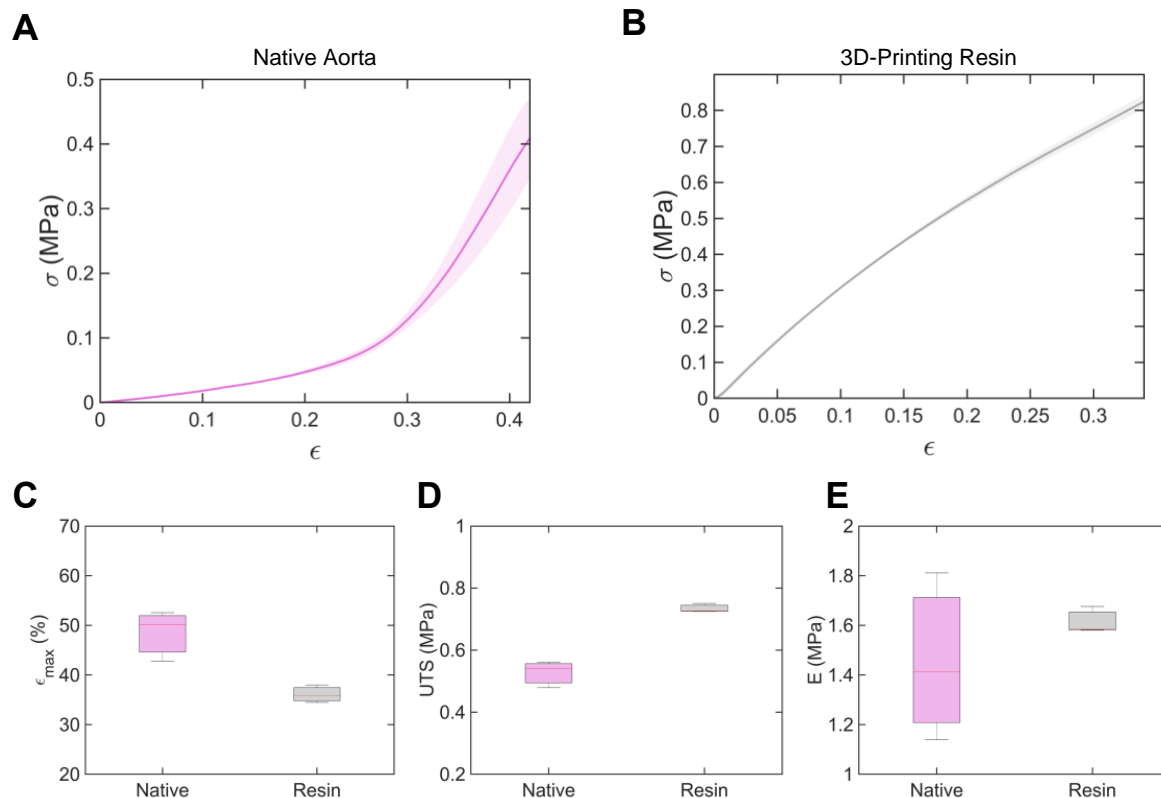 A
Native Aorta
0.5
0.4
0.3
0.2
0.1
0
σ (MPa)
0 0.1 0.2 0.3 0.4
ϵ
B
3D-Printing Resin
0.8
0.7
0.6
0.5
0.4
0.3
0.2
0.1
0
σ (MPa)
0 0.05 0.1 0.15 0.2 0.25 0.3
ϵ
C
70
60
50
40
30
20
ϵmax (%)
Native Resin
D
1
0.8
0.6
0.4
0.2
UTS (MPa)
Native Resin
E
2
1.8
1.6
1.4
1.2
1
E (MPa)
Native Resin